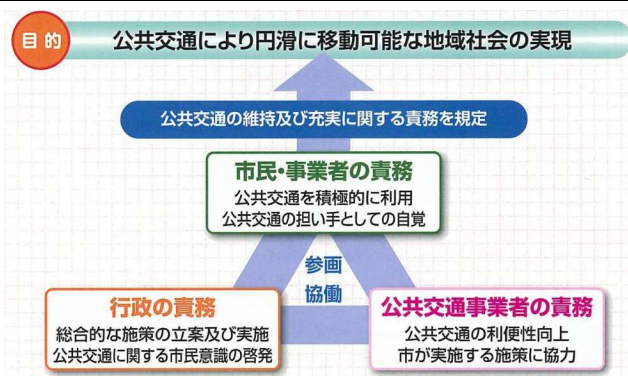 目的
公共交通により円滑に移動可能な地域社会の実現
公共交通の維持及び充実に関する責務を規定
市民・事業者の責務
公共交通を積極的に利用
公共交通の担い手としての自覚
参画
協働
行政の責務
総合的な施策の立案及び実施
公共交通に関する市民意識の啓発
公共交通事業者の責務
公共交通の利便性向上
市が実施する施策に協力